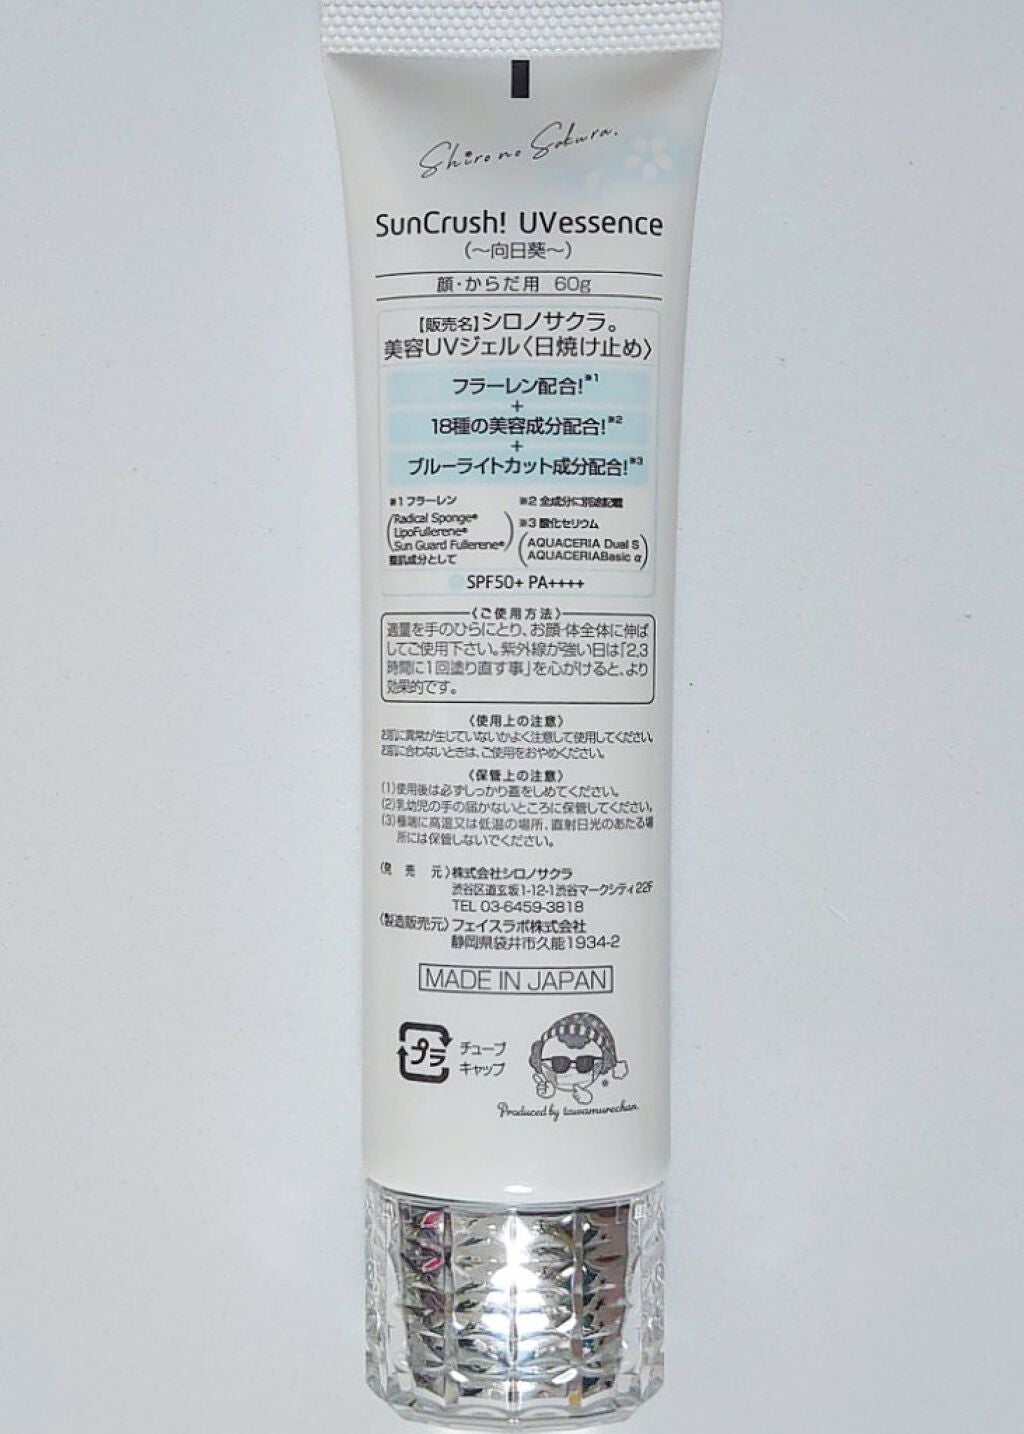 Shiro no Sakura.
SunCrush! UVessence
(～向日葵～)
顔・からだ用 60g
【販売名】シロノサクラ。
美容UVジェル〈日焼け止め〉
フラーレン配合!※1
+
18種の美容成分配合!※2
+
ブルーライトカット成分配合!※3
※1 フラーレン
(Radical Sponge®
LipoFullerene®
Sun Guard Fullerene®)
整肌成分として
※2 全成分に別途記載
※3 酸化セリウム
(AQUACERIA Dual S
AQUACERIABasic α)
SPF50+ PA++++
〈ご使用方法〉
適量を手のひらにとり、お顔・体全体に伸ば
してご使用下さい。紫外線が強い日は「2,3
時間に1回塗り直す事」を心がけると、より
効果的です。
〈使用上の注意〉
お肌に異常が生じていないかよく注意して使用してください。
お肌に合わないときは、ご使用をおやめください。
〈保管上の注意〉
(1)使用後は必ずしっかり蓋をしめてください。
(2)乳幼児の手の届かないところに保管してください。
(3)極端に高温又は低温の場所、直射日光のあたる場
所には保管しないでください。
〈発 売 元〉株式会社シロノサクラ
渋谷区道玄坂1-12-1渋谷マークシティ22F
TEL 03-6459-3818
〈製造販売元〉フェイスラボ株式会社
静岡県袋井市久能1934-2
MADE IN JAPAN
プラ
チューブ
キャップ
Produced by tawamurechan